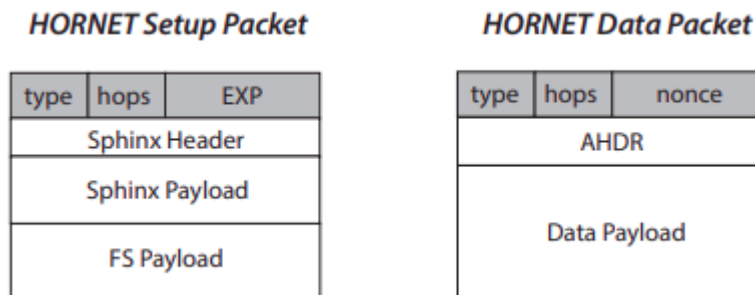 HORNET Setup Packet
type hops EXP
Sphinx Header
Sphinx Payload
FS Payload
HORNET Data Packet
type hops nonce
AHDR
Data Payload